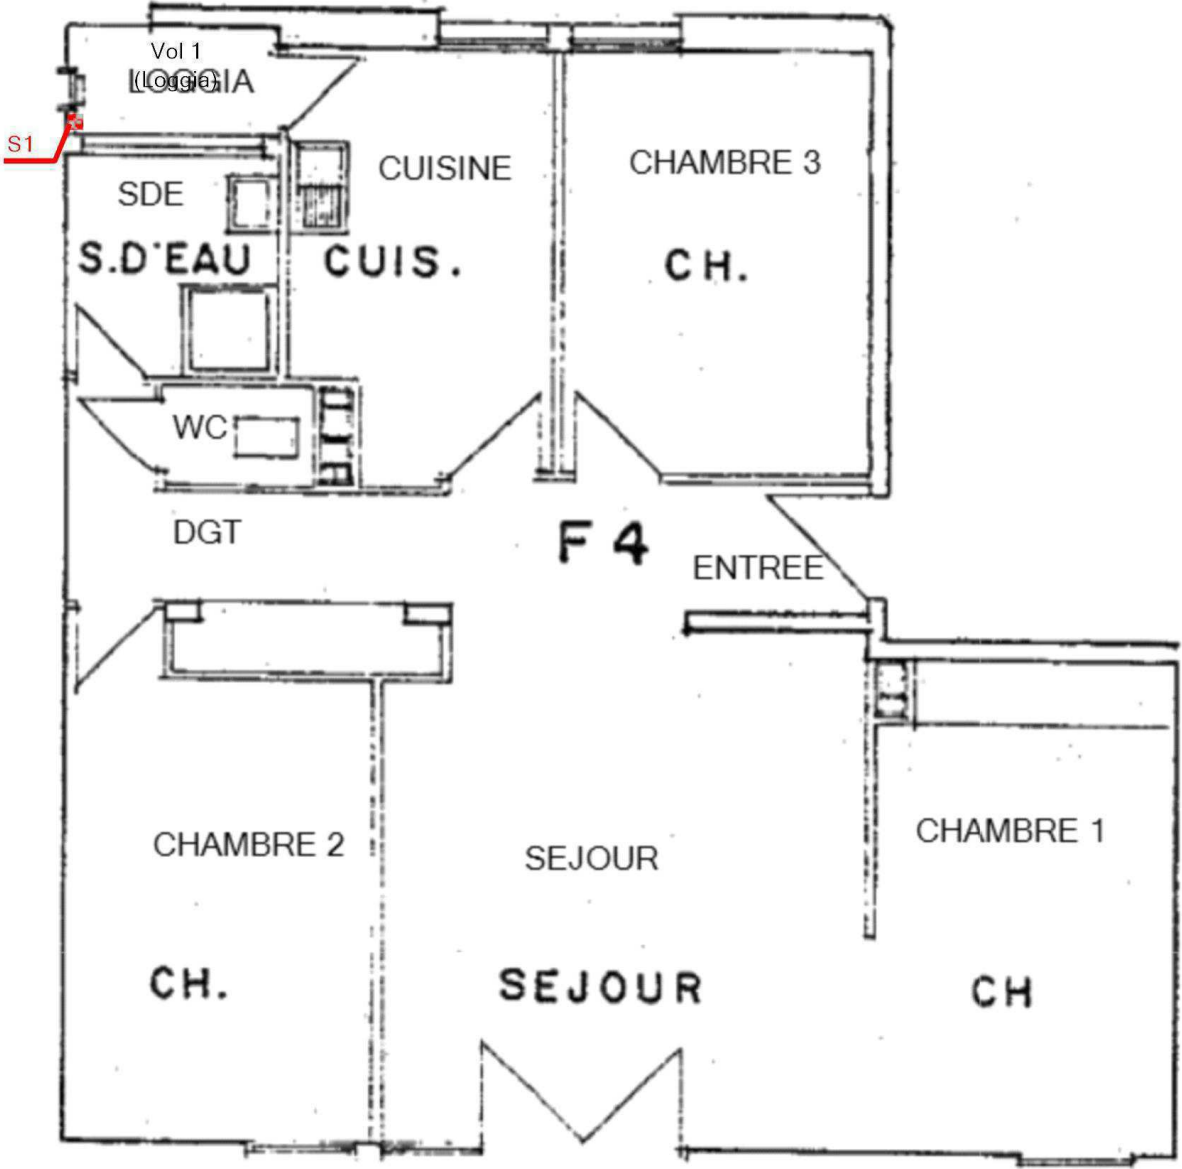 Vol 1
LOGGIA
(Loggia)
S1
CUISINE
CHAMBRE 3
SDE
S.D'EAU
CUIS.
CH.
WC
DGT
F 4
ENTREE
CHAMBRE 2
SEJOUR
CHAMBRE 1
CH.
SEJOUR
CH